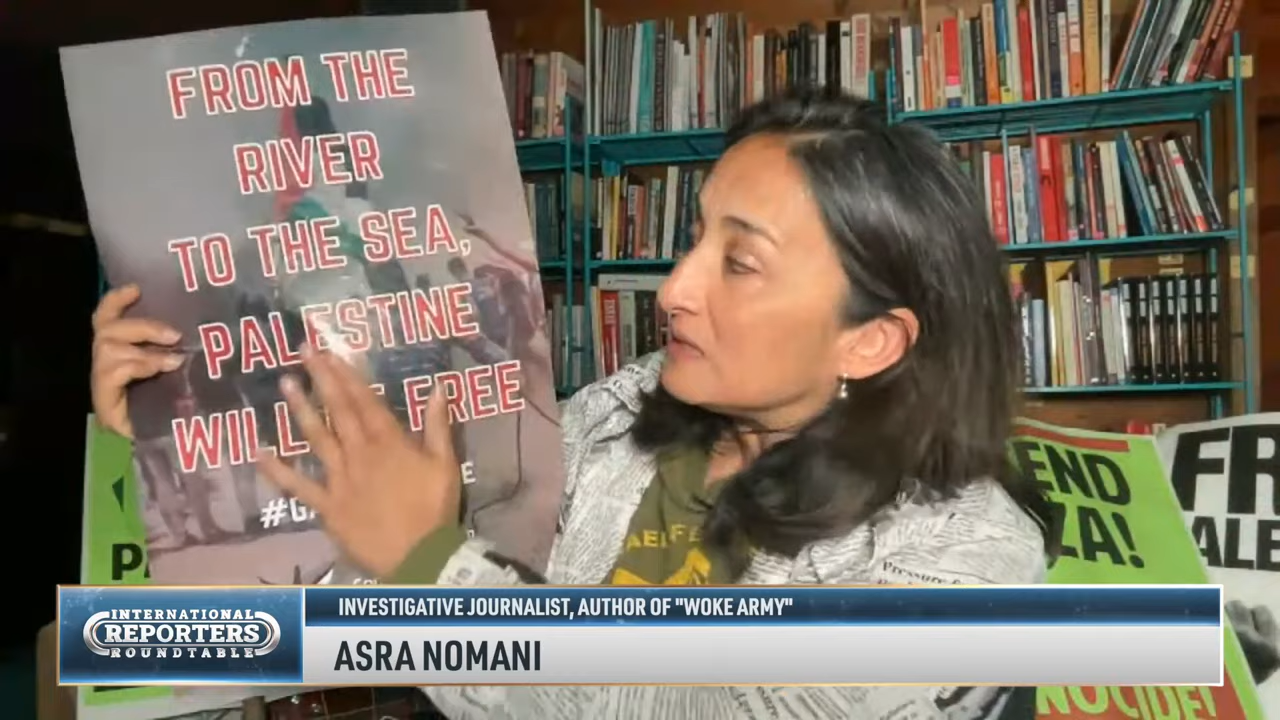 FROM THE
RIVER
TO THE SEA,
PALESTINE
WILL FREE
END
ZA!
FR
ALE
NOCIDE!
INTERNATIONAL
REPORTERS
ROUNDTABLE
INVESTIGATIVE JOURNALIST, AUTHOR OF "WOKE ARMY"
ASRA NOMANI